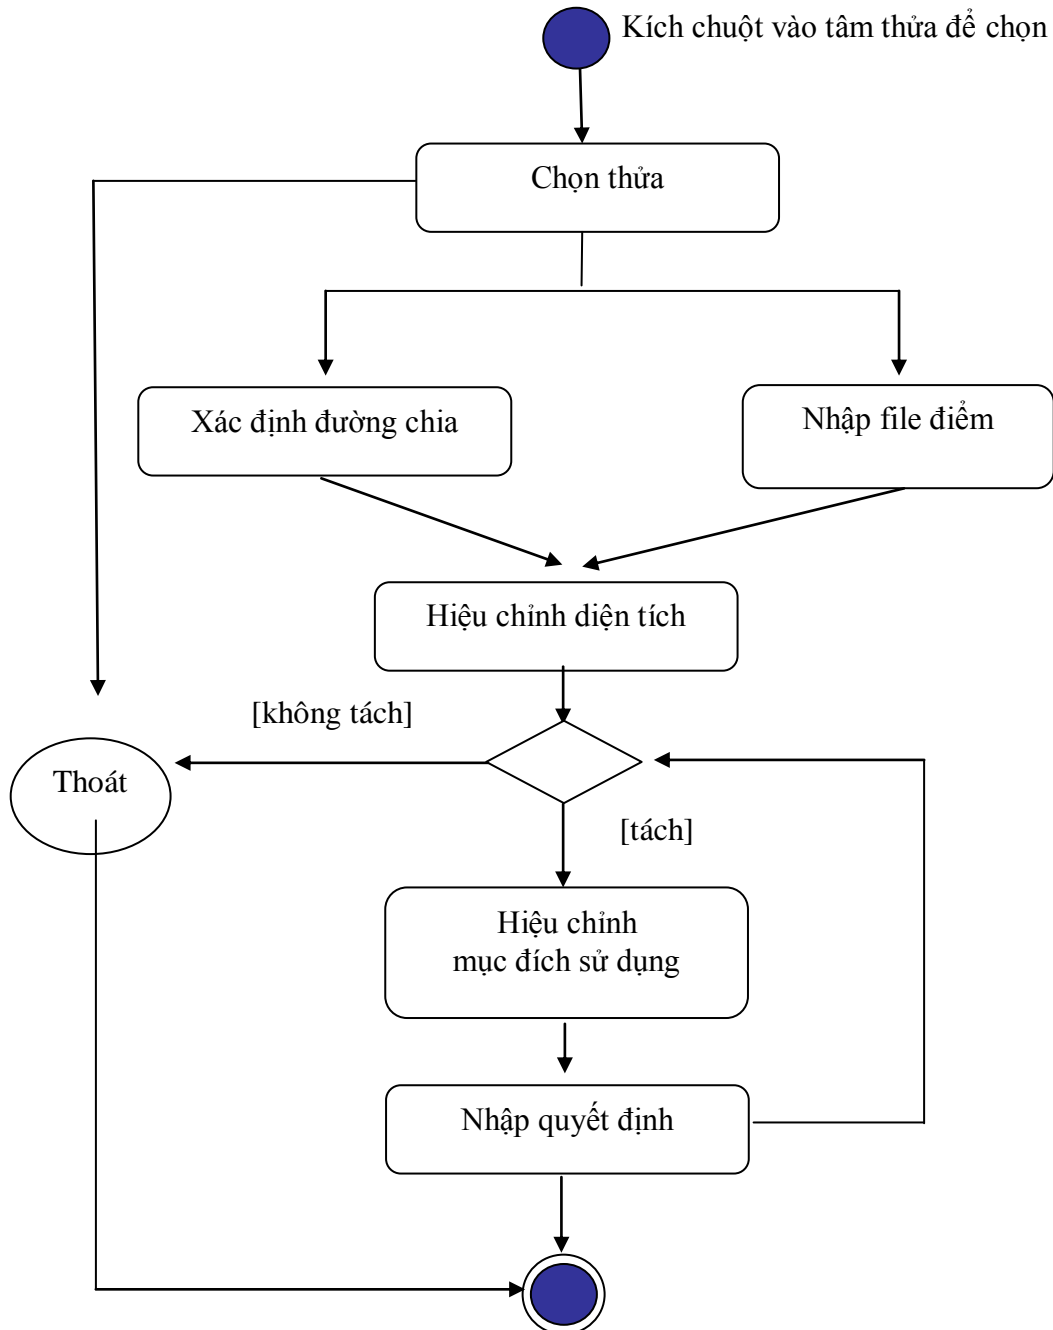 Kích chuột vào tâm thửa để chọn
Chọn thửa
Xác định đường chia
Nhập file điểm
Hiệu chỉnh diện tích
[không tách]
Thoát
[tách]
Hiệu chỉnh
mục đích sử dụng
Nhập quyết định